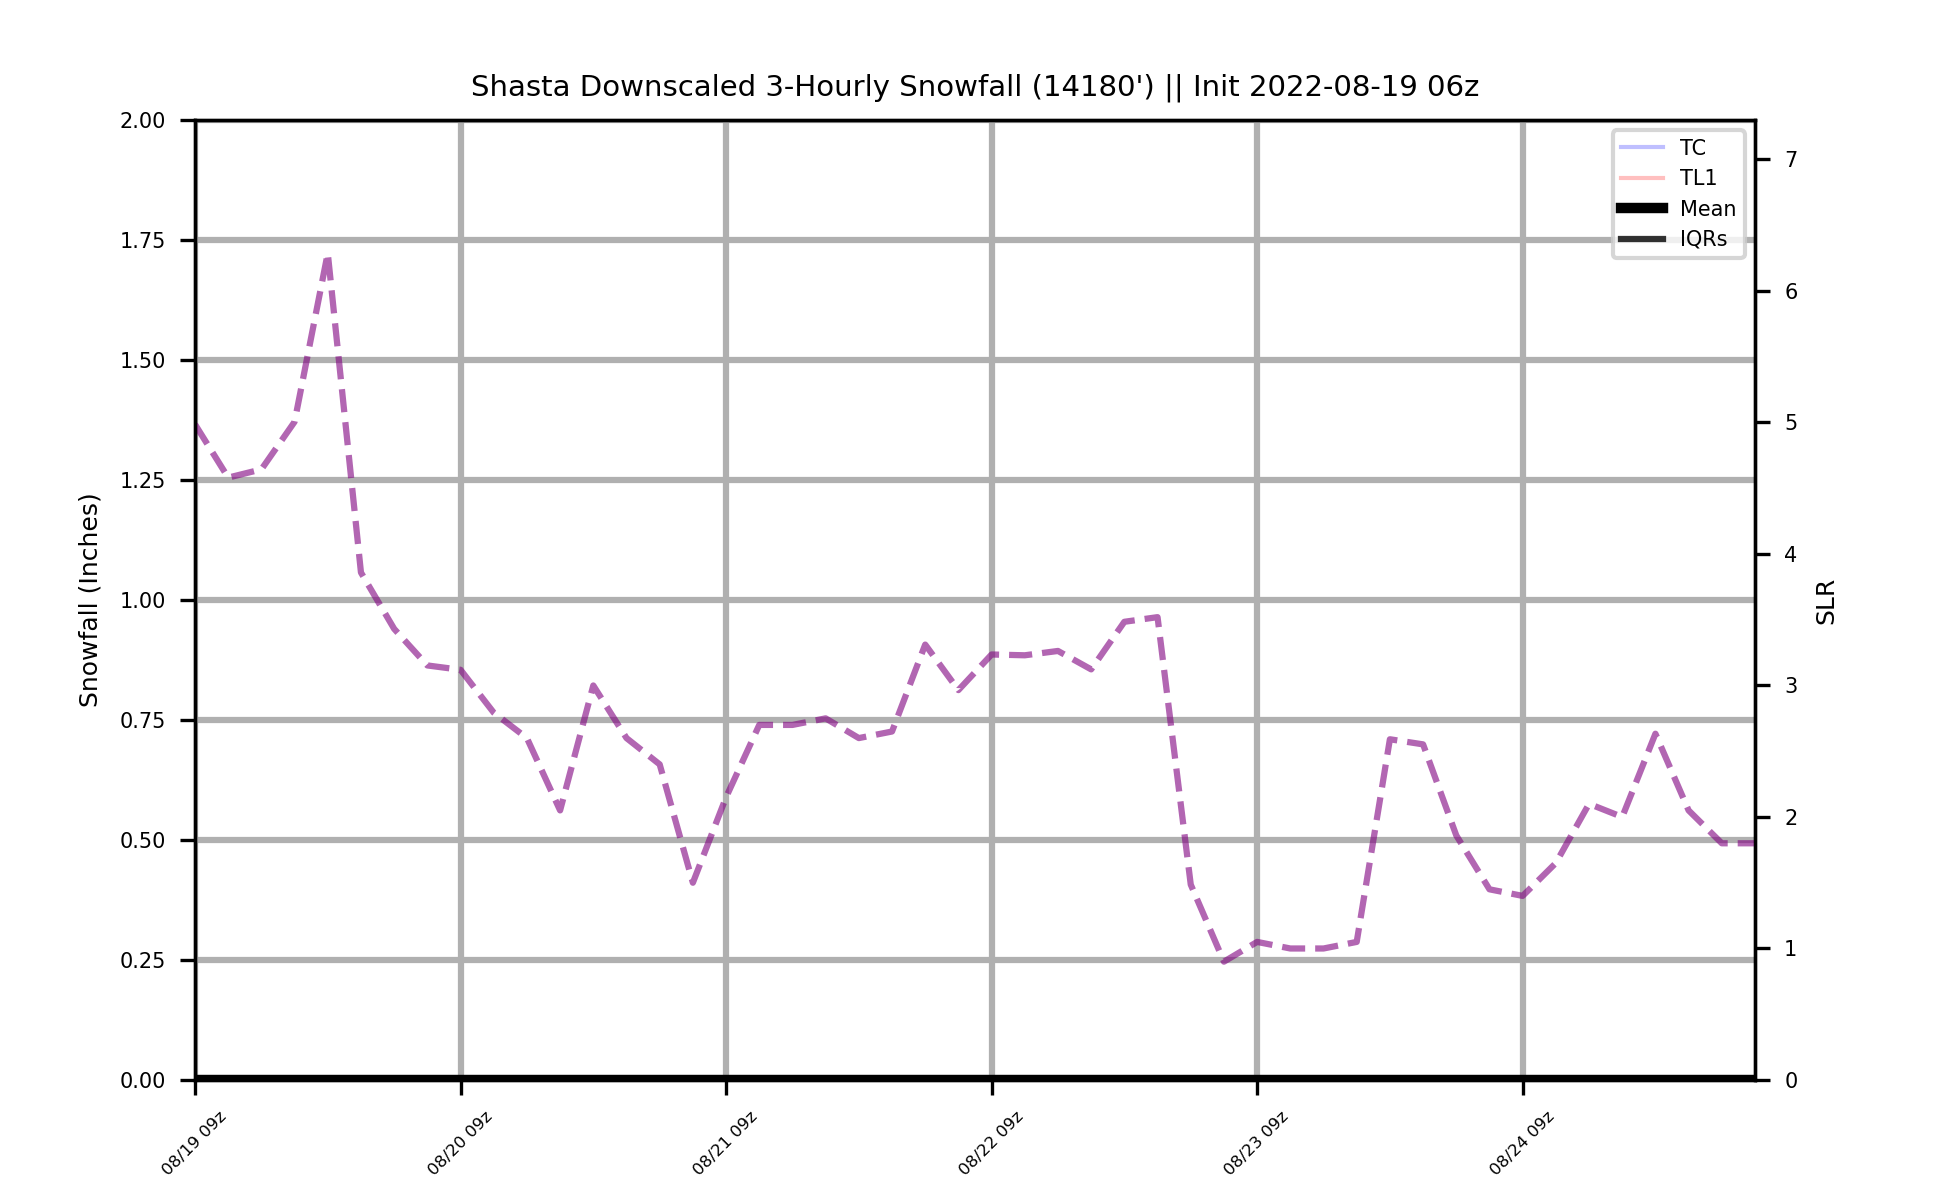 Shasta Downscaled 3-Hourly Snowfall (14180') || Init 2022-08-19 06z
TC
TL1
Mean
IQRs
Snowfall (Inches)
2.00
1.75
1.50
1.25
1.00
0.75
0.50
0.25
0.00
7
6
5
4
3
2
1
0
SLR
08/19 09z
08/20 09z
08/21 09z
08/22 09z
08/23 09z
08/24 09z